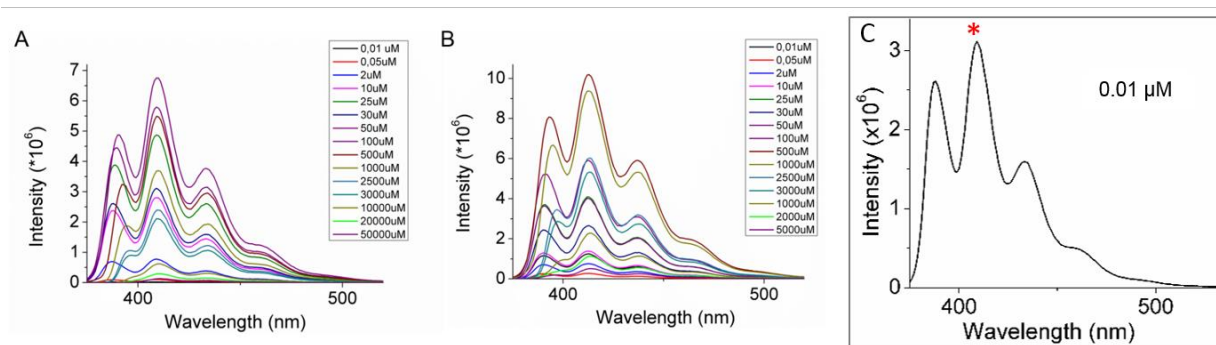 A
Intensity (*10⁶)
7
6
5
4
3
2
1
0
400
500
Wavelength (nm)
0,01 uM
0,05uM
2uM
10uM
25uM
30uM
50uM
100uM
500uM
1000uM
2500uM
3000uM
10000uM
20000uM
50000uM
B
Intensity (*10⁶)
10
8
6
4
2
0
400
500
Wavelength (nm)
0,01uM
0,05uM
2uM
10uM
25uM
30uM
50uM
100uM
500uM
1000uM
2500uM
3000uM
1000uM
2000uM
5000uM
C
*
0.01 µM
Intensity (x10⁶)
3
2
1
0
400
500
Wavelength (nm)